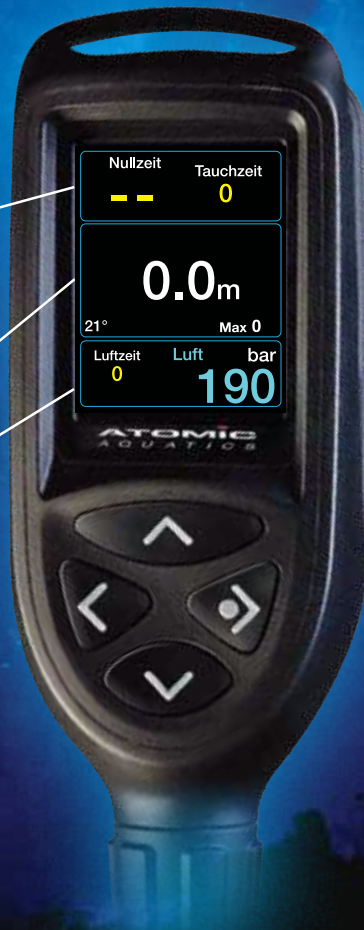 Nullzeit Tauchzeit
-- 0
0.0m
21° Max 0
Luftzeit Luft bar
0 190
ATOMIC
AQUATICS